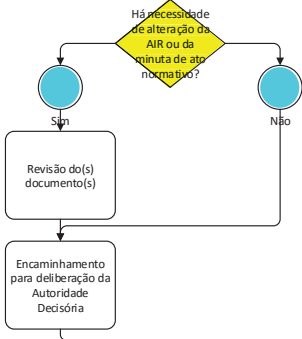 Há necessidade
de alteração da
AIR ou da
minuta de ato
normativo?
Sim
Não
Revisão do(s)
documento(s)
Encaminhamento
para deliberação da
Autoridade
Decisória